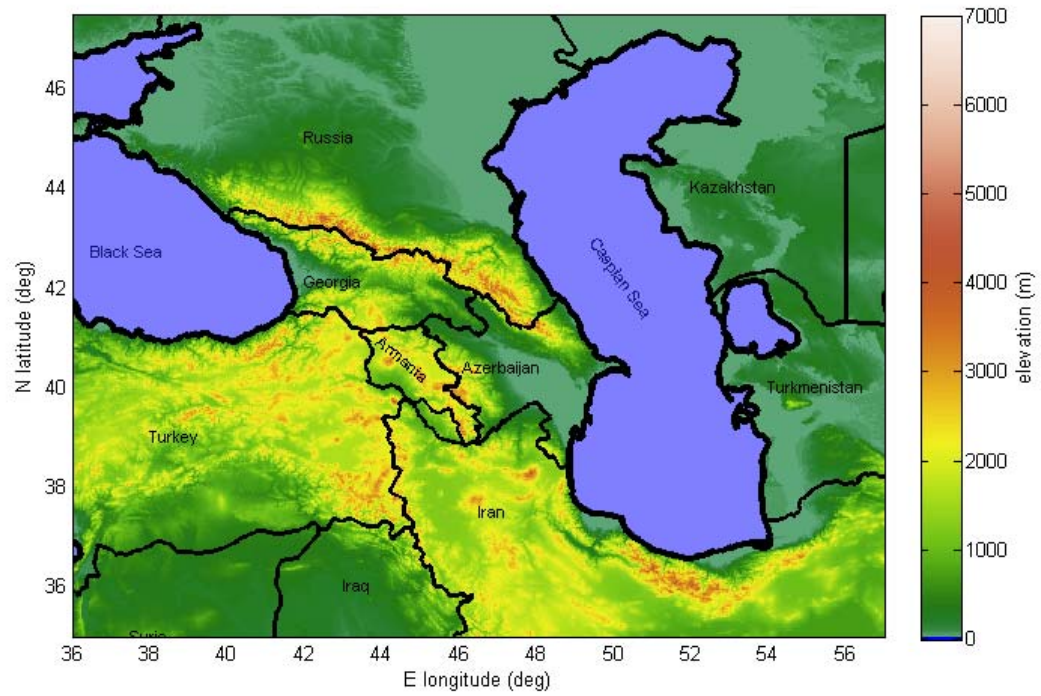 7000
6000
5000
4000
3000
2000
1000
0
elevation (m)
46
44
42
40
38
36
N latitude (deg)
Russia
Kazakhstan
Black Sea
Caspian Sea
Georgia
Armenia
Azerbaijan
Turkmenistan
Turkey
Iran
Iraq
Syria
36 38 40 42 44 46 48 50 52 54 56
E longitude (deg)